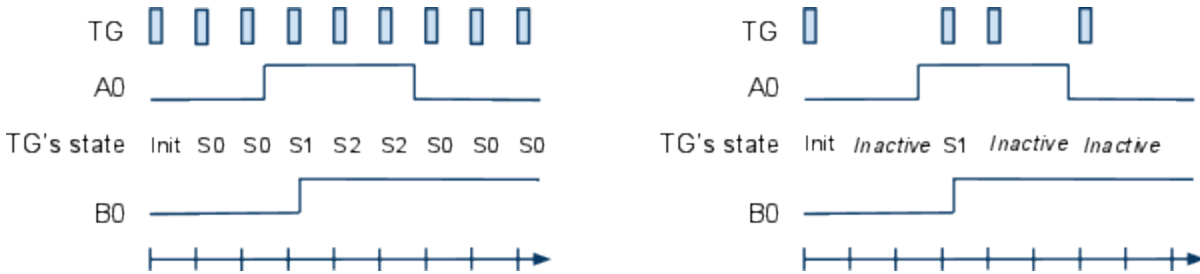 TG
A0
TG's state Init S0 S0 S1 S2 S2 S0 S0 S0
B0
TG
A0
TG's state Init Inactive S1 Inactive Inactive
B0